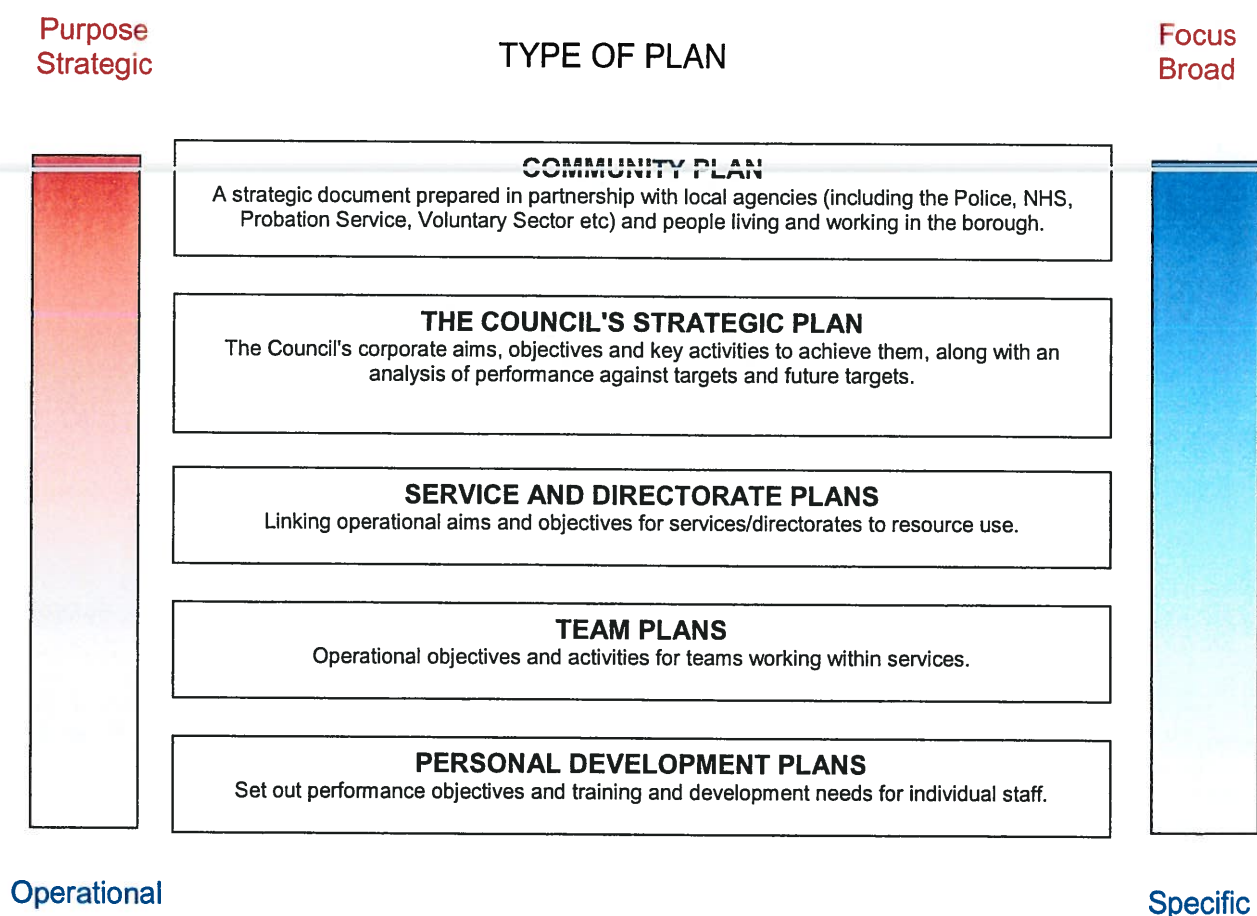 Purpose
Strategic
TYPE OF PLAN
Focus
Broad
COMMUNITY PLAN
A strategic document prepared in partnership with local agencies (including the Police, NHS,
Probation Service, Voluntary Sector etc) and people living and working in the borough.
THE COUNCIL'S STRATEGIC PLAN
The Council's corporate aims, objectives and key activities to achieve them, along with an
analysis of performance against targets and future targets.
SERVICE AND DIRECTORATE PLANS
Linking operational aims and objectives for services/directorates to resource use.
TEAM PLANS
Operational objectives and activities for teams working within services.
PERSONAL DEVELOPMENT PLANS
Set out performance objectives and training and development needs for individual staff.
Operational
Specific